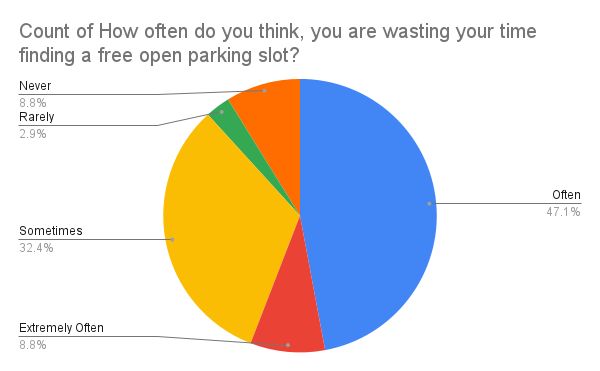 Count of How often do you think, you are wasting your time
finding a free open parking slot?
Never
8.8%
Rarely
2.9%
Often
47.1%
Sometimes
32.4%
Extremely Often
8.8%